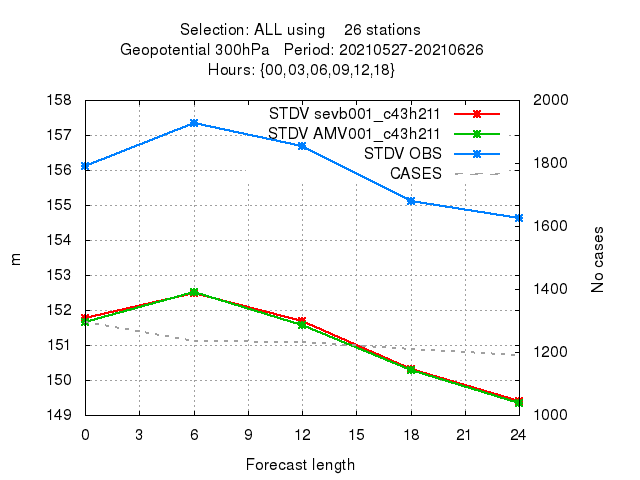 Selection: ALL using 26 stations
Geopotential 300hPa Period: 20210527-20210626
Hours: {00,03,06,09,12,18}
158 2000
STDV sevb001_c43h211
157 STDV AMV001_c43h211
STDV OBS 1800
156 CASES
155
1600
154
m No cases
153
1400
152
151 1200
150
149 1000
0 3 6 9 12 15 18 21 24
Forecast length